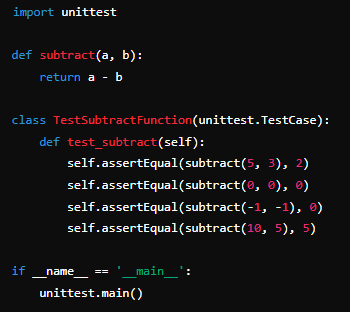 import unittest

def subtract(a, b):
    return a - b

class TestSubtractFunction(unittest.TestCase):
    def test_subtract(self):
        self.assertEqual(subtract(5, 3), 2)
        self.assertEqual(subtract(0, 0), 0)
        self.assertEqual(subtract(-1, -1), 0)
        self.assertEqual(subtract(10, 5), 5)

if __name__ == '__main__':
    unittest.main()